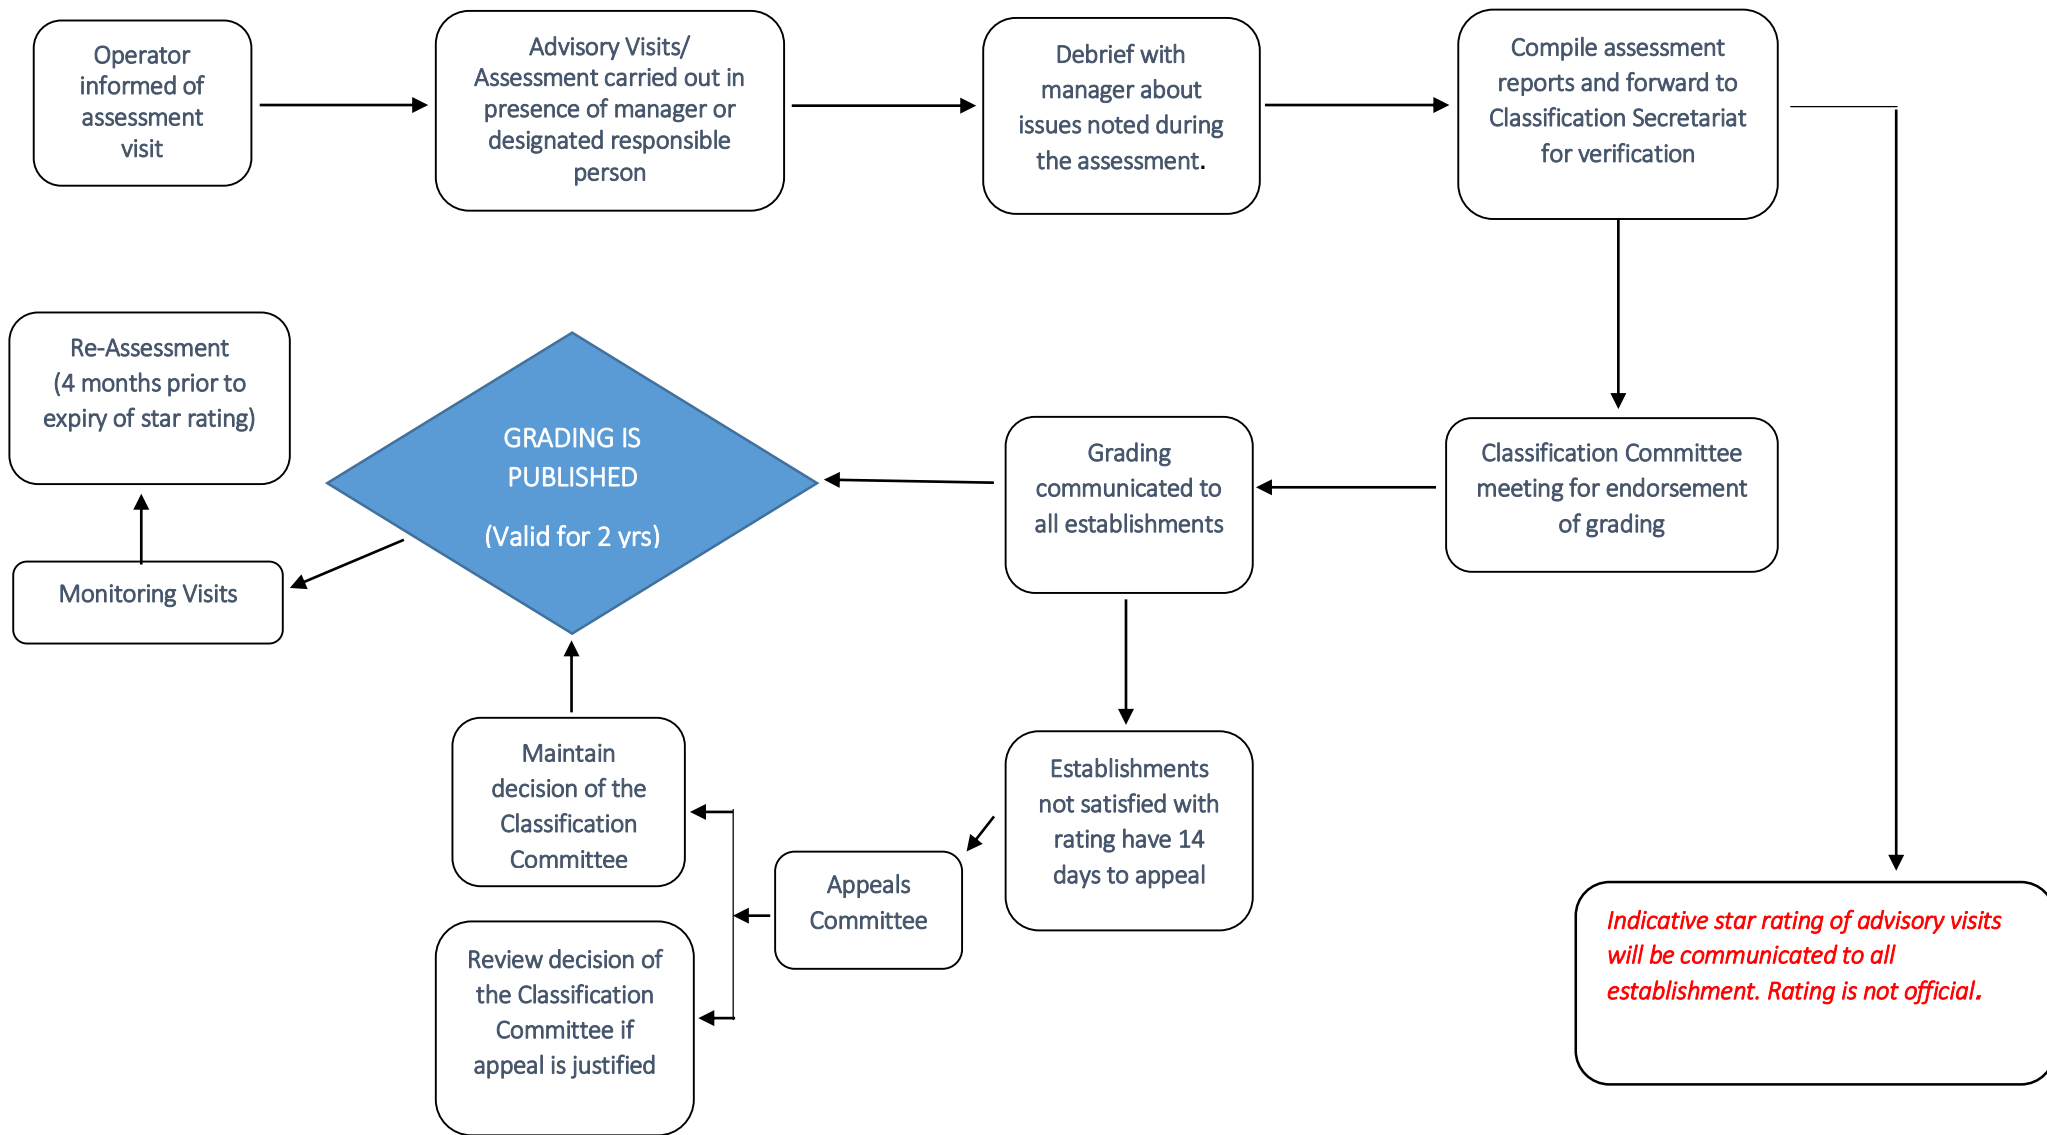 Operator
informed of
assessment
visit
Advisory Visits/
Assessment carried out in
presence of manager or
designated responsible
person
Debrief with
manager about
issues noted during
the assessment.
Compile assessment
reports and forward to
Classification Secretariat
for verification
Re-Assessment
(4 months prior to
expiry of star rating)
GRADING IS
PUBLISHED
(Valid for 2 yrs)
Grading
communicated to
all establishments
Classification Committee
meeting for endorsement
of grading
Monitoring Visits
Maintain
decision of the
Classification
Committee
Establishments
not satisfied with
rating have 14
days to appeal
Appeals
Committee
Review decision of
the Classification
Committee if
appeal is justified
Indicative star rating of advisory visits
will be communicated to all
establishment. Rating is not official.